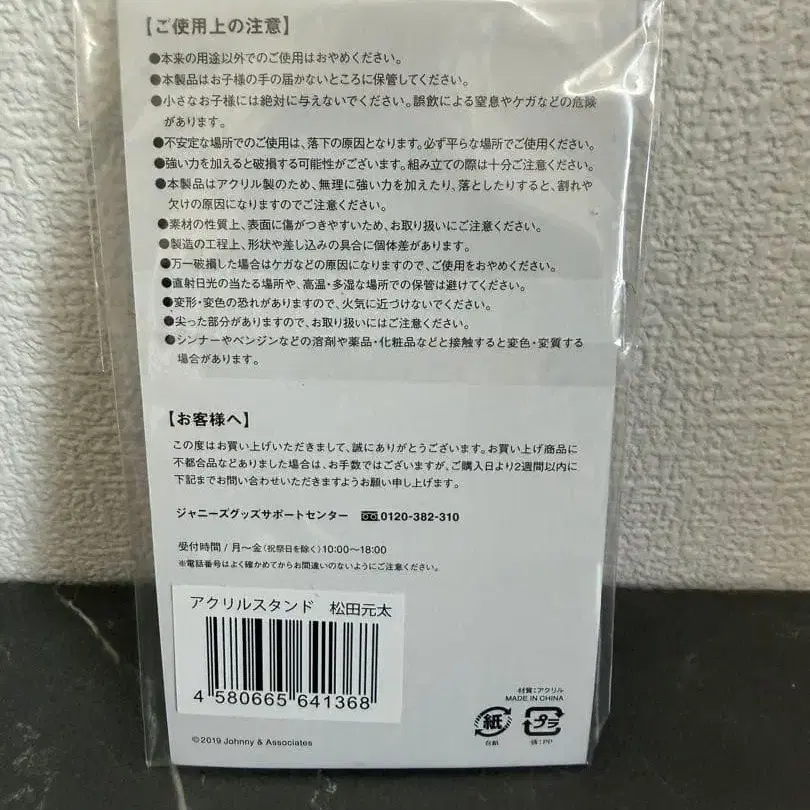 【ご使用上の注意】
●本来の用途以外でのご使用はおやめください。
●本製品はお子様の手の届かないところに保管してください。
●小さなお子様には絶対に与えないでください。誤飲による窒息やケガなどの危険
があります。
●不安定な場所でのご使用は、落下の原因となります。必ず平らな場所でご使用ください。
●強い力を加えると破損する可能性がございます。組み立ての際は十分ご注意ください。
●本製品はアクリル製のため、無理に強い力を加えたり、落としたりすると、割れや
欠けの原因になりますのでご注意ください。
●素材の性質上、表面に傷がつきやすいため、お取り扱いにご注意ください。
●製造の工程上、形状や差し込みの具合に個体差があります。
●万一破損した場合はケガなどの原因になりますので、ご使用をおやめください。
●直射日光の当たる場所や、高温・多湿な場所での保管は避けてください。
●変形・変色の恐れがありますので、火気に近づけないでください。
●尖った部分がありますので、お取り扱いにはご注意ください。
●シンナーやベンジンなどの溶剤や薬品・化粧品などと接触すると変色・変質する
場合があります。
【お客様へ】
この度はお買い上げいただきまして、誠にありがとうございます。お買い上げ商品に
不都合品などありました場合は、お手数ではございますが、ご購入日より2週間以内に
下記までお問い合わせいただきますようお願い申し上げます。
ジャニーズグッズサポートセンター 0120-382-310
受付時間/月〜金(祝祭日を除く)10:00〜18:00
※電話番号はよく確かめてからお間違いのないようにご注意ください。
アクリルスタンド 松田元太
4 580665 641368
材質:アクリル
MADE IN CHINA
紙
プラ
台紙
袋:PP
©2019 Johnny & Associates